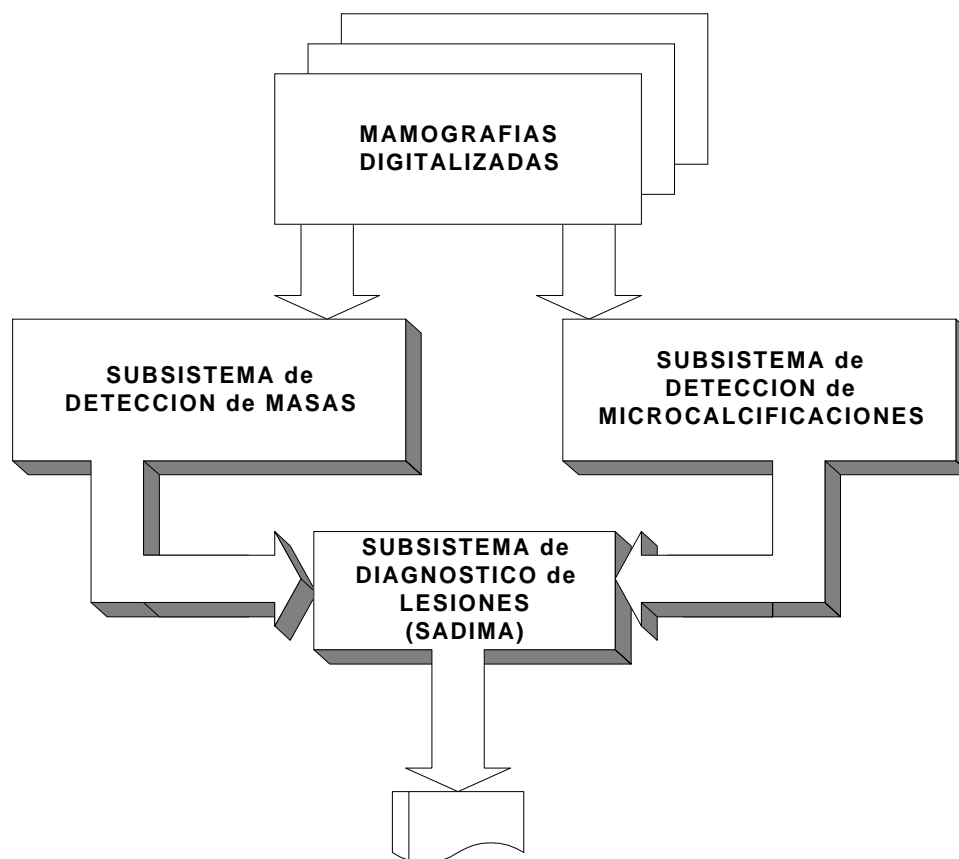 MAMOGRAFIAS
DIGITALIZADAS
SUBSISTEMA de
DETECCION de MASAS
SUBSISTEMA de
DETECCION de
MICROCALCIFICACIONES
SUBSISTEMA de
DIAGNOSTICO de
LESIONES
(SADIMA)